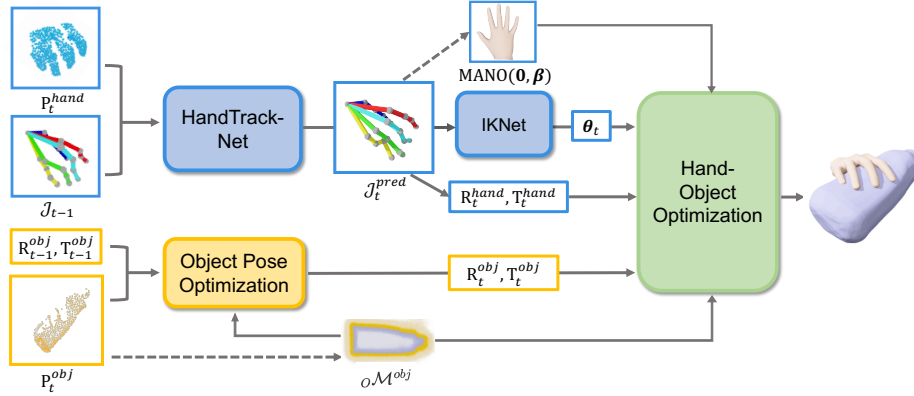 P_t^{hand}
𝒥_{t−1}
HandTrack-
Net
𝒥_t^{pred}
MANO(0, β)
IKNet
θ_t
R_t^{hand}, T_t^{hand}
Hand-
Object
Optimization
R_{t−1}^{obj}, T_{t−1}^{obj}
Object Pose
Optimization
R_t^{obj}, T_t^{obj}
P_t^{obj}
_Oℳ^{obj}